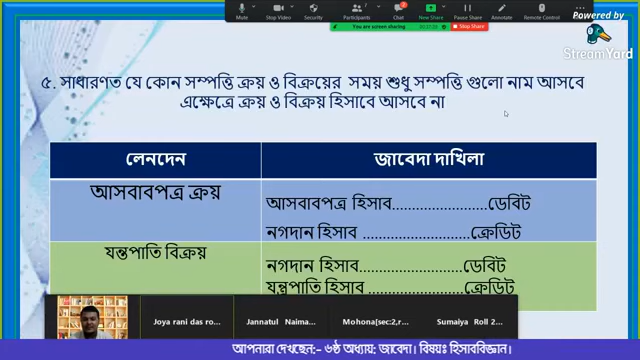 Mute
Stop Video
Security
Participants
Chat
2
New Share
Pause Share
Annotate
Remote Control
More
You are screen sharing
Stop Share
Powered by
StreamYard
৫. সাধারণত যে কোন সম্পত্তি ক্রয় ও বিক্রয়ের সময় শুধু সম্পত্তি গুলো নাম আসবে
এক্ষেত্রে ক্রয় ও বিক্রয় হিসাবে আসবে না
লেনদেন
জাবেদা দাখিলা
আসবাবপত্র ক্রয়
আসবাবপত্র হিসাব........................ডেবিট
নগদান হিসাব ...........................ক্রেডিট
যন্তপাতি বিক্রয়
নগদান হিসাব..........................ডেবিট
যন্ত্রপাতি হিসাব ........................ক্রেডিট
Joya rani das ro...
Jannatul Naima...
Mohona[sec:2,r...
Sumaiya Roll 2...
আপনারা দেখছেন:- ৬ষ্ঠ অধ্যায়: জাবেদা। বিষয়ঃ হিসাববিজ্ঞান।